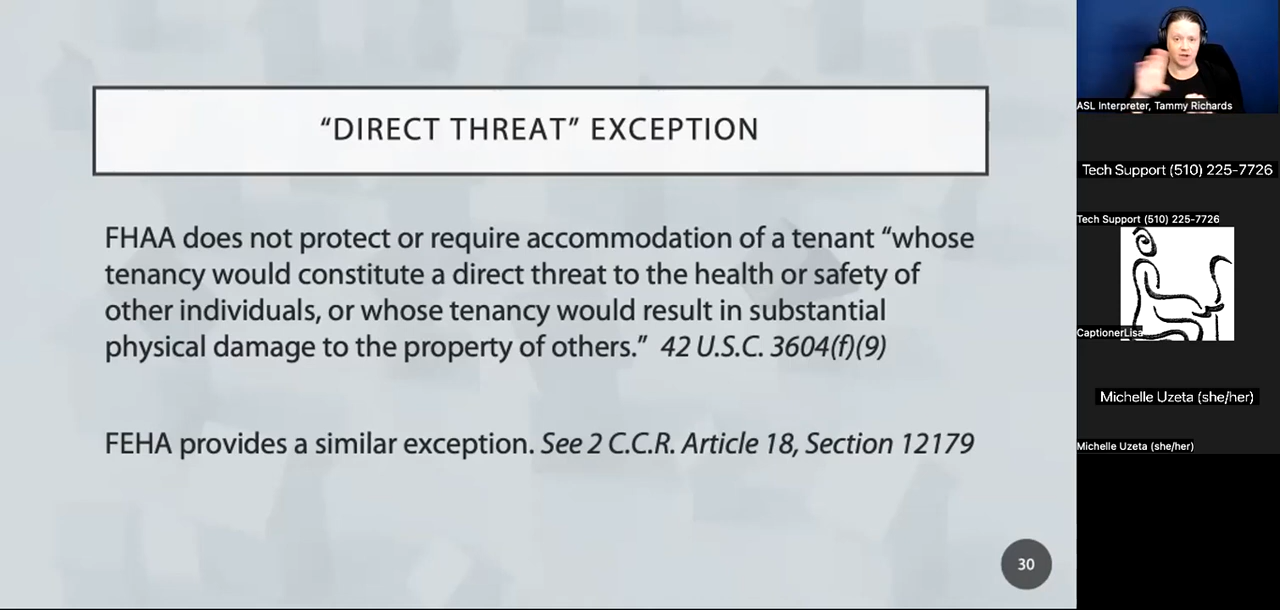 “DIRECT THREAT” EXCEPTION
FHAA does not protect or require accommodation of a tenant “whose
tenancy would constitute a direct threat to the health or safety of
other individuals, or whose tenancy would result in substantial
physical damage to the property of others.” 42 U.S.C. 3604(f)(9)
FEHA provides a similar exception. See 2 C.C.R. Article 18, Section 12179
30
ASL Interpreter, Tammy Richards
Tech Support (510) 225-7726
Tech Support (510) 225-7726
CaptionerLisa
Michelle Uzeta (she/her)
Michelle Uzeta (she/her)